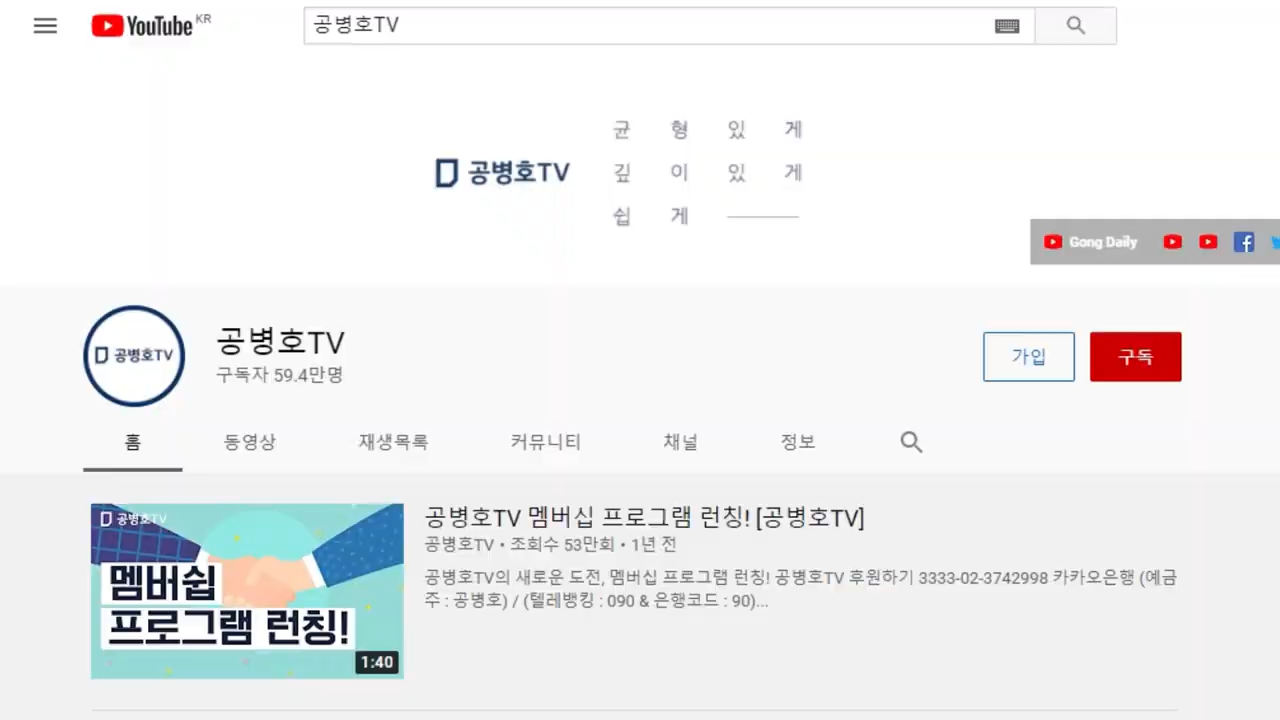 YouTube KR
공병호TV
균 형 있 게
공병호TV
깊 이 있 게
쉽 게
Gong Daily
공병호TV
공병호TV
구독자 59.4만명
가입
구독
홈
동영상
재생목록
커뮤니티
채널
정보
공병호TV
멤버쉽
프로그램 런칭!
1:40
공병호TV 멤버십 프로그램 런칭! [공병호TV]
공병호TV • 조회수 53만회 • 1년 전
공병호TV의 새로운 도전, 멤버십 프로그램 런칭! 공병호TV 후원하기 3333-02-3742998 카카오은행 (예금
주 : 공병호) / (텔레뱅킹 : 090 & 은행코드 : 90)...